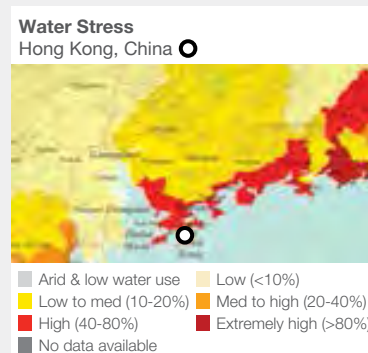 Water Stress
Hong Kong, China
Arid & low water use
Low (<10%)
Low to med (10-20%)
Med to high (20-40%)
High (40-80%)
Extremely high (>80%)
No data available